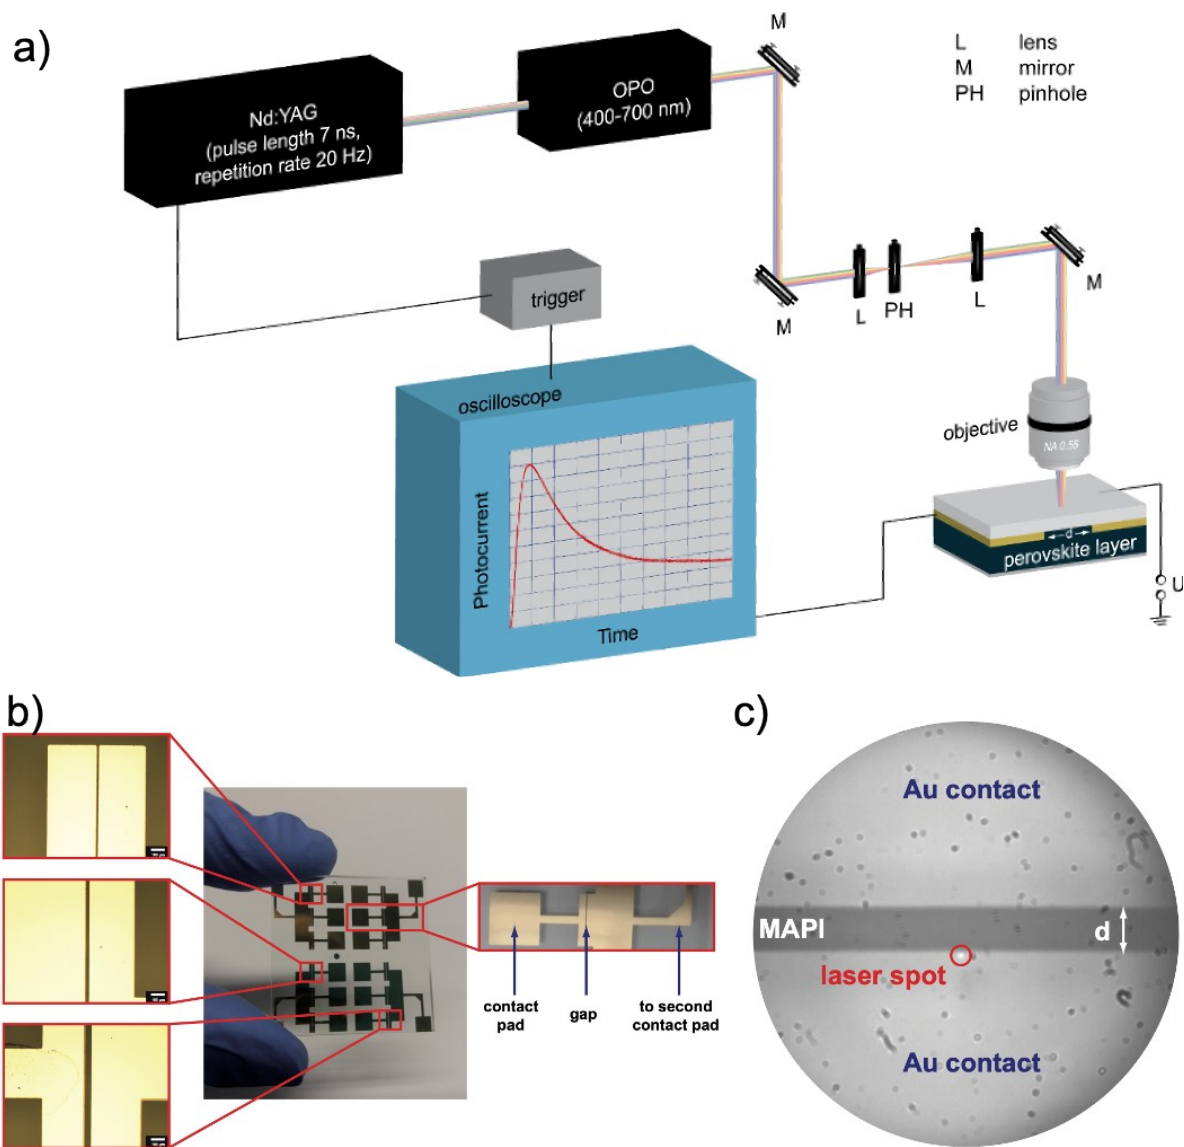 a)
Nd:YAG
(pulse length 7 ns,
repetition rate 20 Hz)
OPO
(400-700 nm)
M
L lens
M mirror
PH pinhole
M
L
PH
L
M
trigger
oscilloscope
Photocurrent
Time
objective
NA 0.55
d
perovskite layer
U
b)
contact
pad
gap
to second
contact pad
c)
Au contact
MAPI
d
laser spot
Au contact